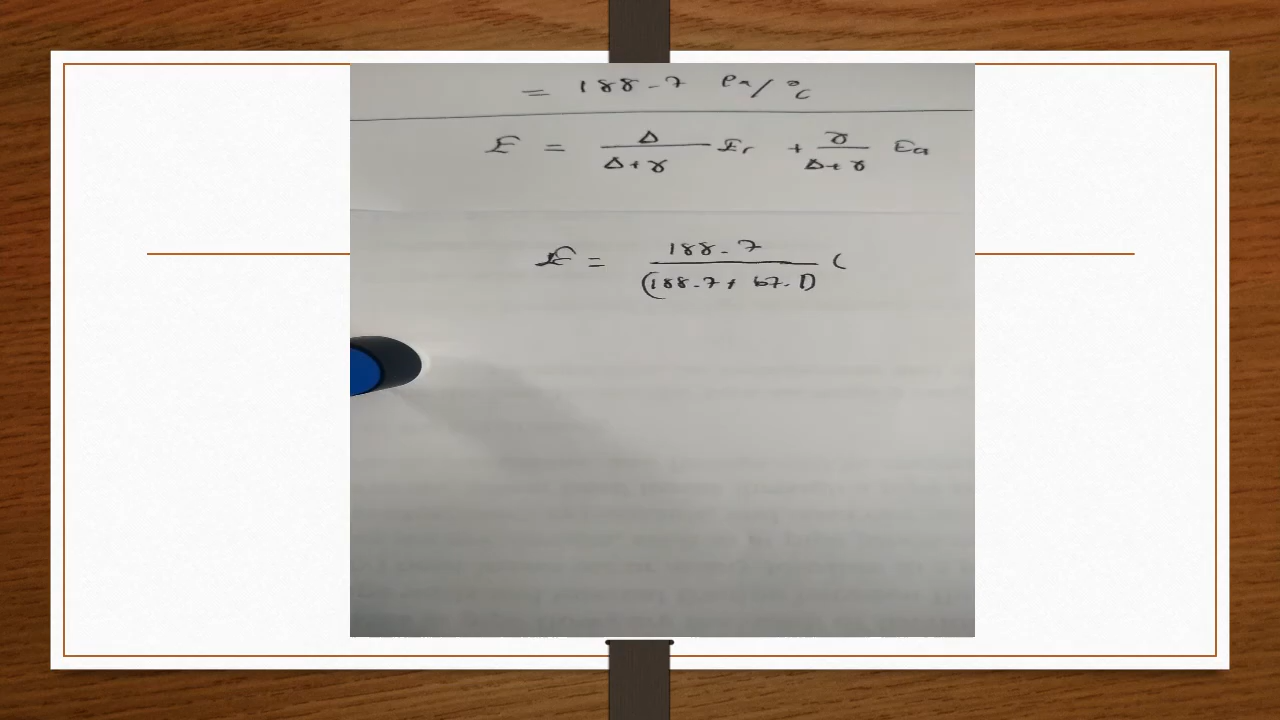 = 188.7 Pa/°C
E = Δ/(Δ+γ) Er + γ/(Δ+γ) Ea
E = 188.7/(188.7+67.1) (